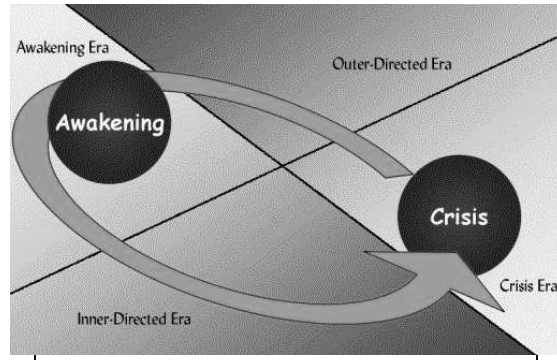 Awakening Era
Outer-Directed Era
Awakening
Crisis
Crisis Era
Inner-Directed Era